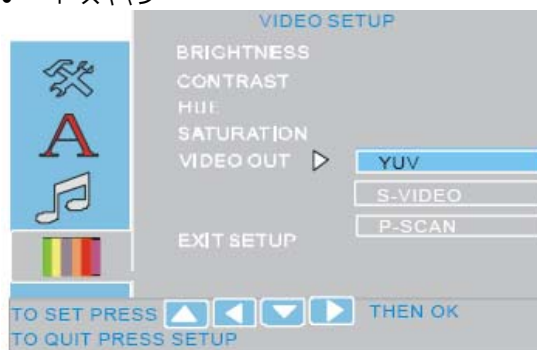 VIDEO SETUP
BRIGHTNESS
CONTRAST
HUE
SATURATION
VIDEO OUT
YUV
S-VIDEO
P-SCAN
EXIT SETUP
TO SET PRESS THEN OK
TO QUIT PRESS SETUP